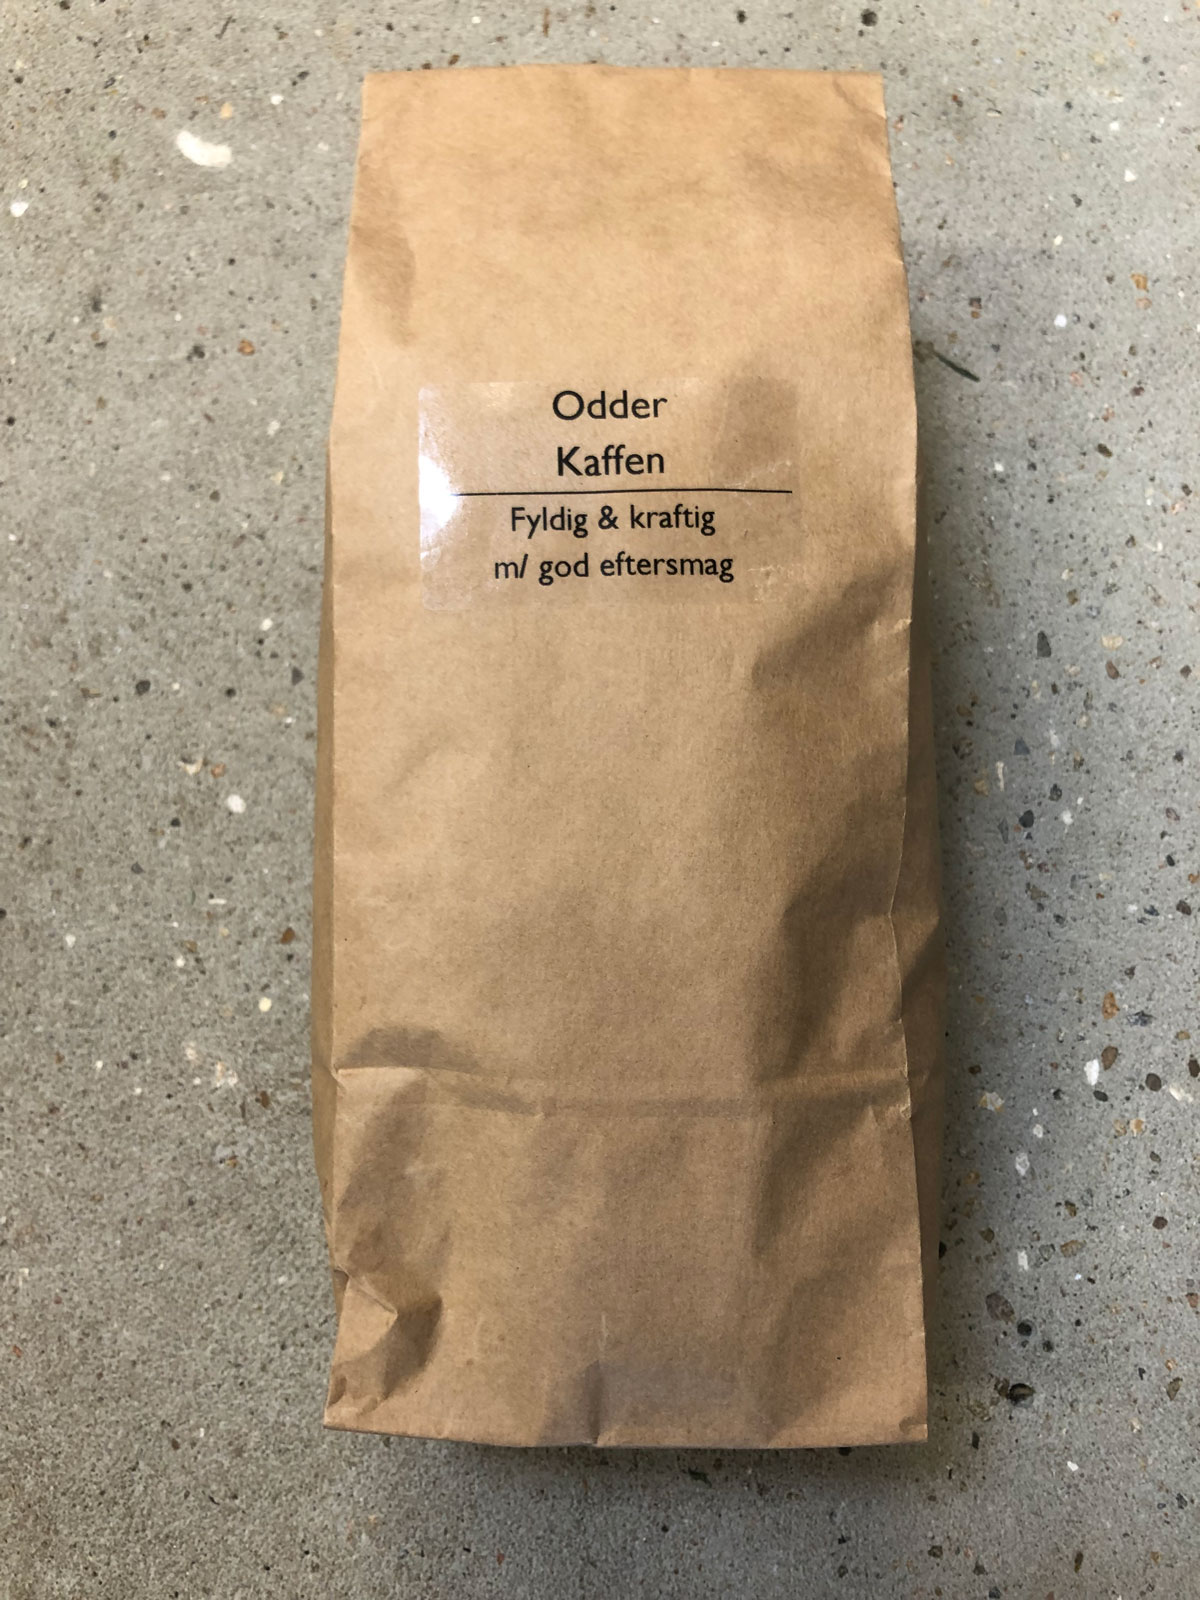 Odder
Kaffen
Fyldig & kraftig
m/ god eftersmag